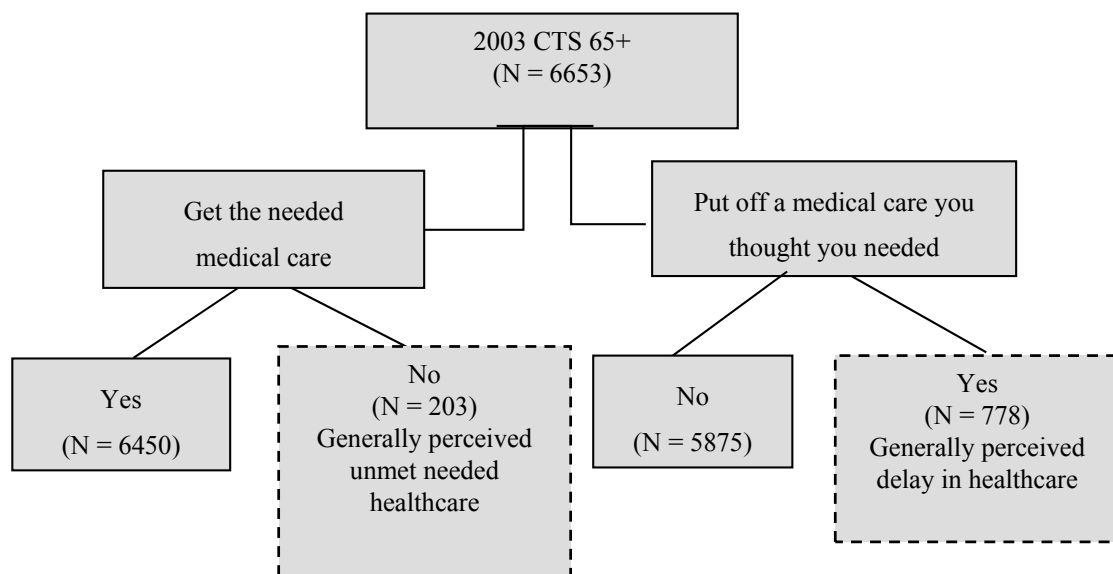 2003 CTS 65+
(N = 6653)
Get the needed
medical care
Put off a medical care you
thought you needed
Yes
(N = 6450)
No
(N = 203)
Generally perceived
unmet needed
healthcare
No
(N = 5875)
Yes
(N = 778)
Generally perceived
delay in healthcare